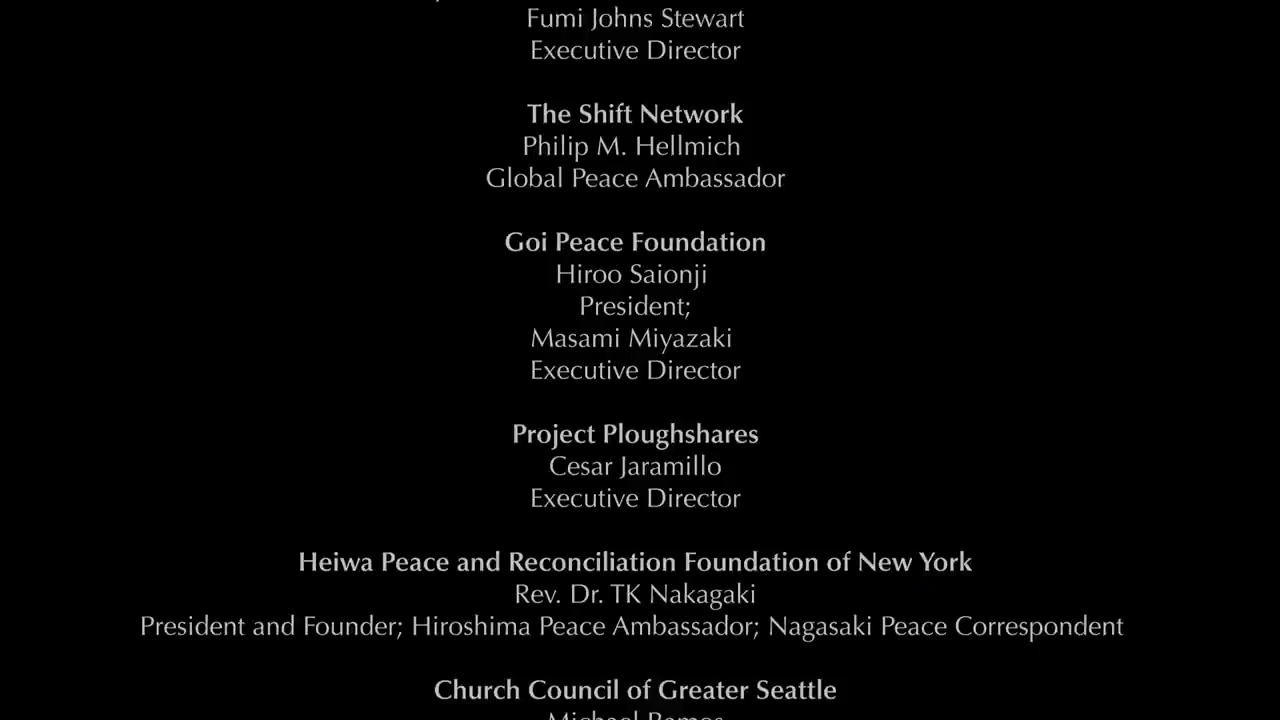 Fumi Johns Stewart
Executive Director
The Shift Network
Philip M. Hellmich
Global Peace Ambassador
Goi Peace Foundation
Hiroo Saionji
President;
Masami Miyazaki
Executive Director
Project Ploughshares
Cesar Jaramillo
Executive Director
Heiwa Peace and Reconciliation Foundation of New York
Rev. Dr. TK Nakagaki
President and Founder; Hiroshima Peace Ambassador; Nagasaki Peace Correspondent
Church Council of Greater Seattle
Michael Ramos